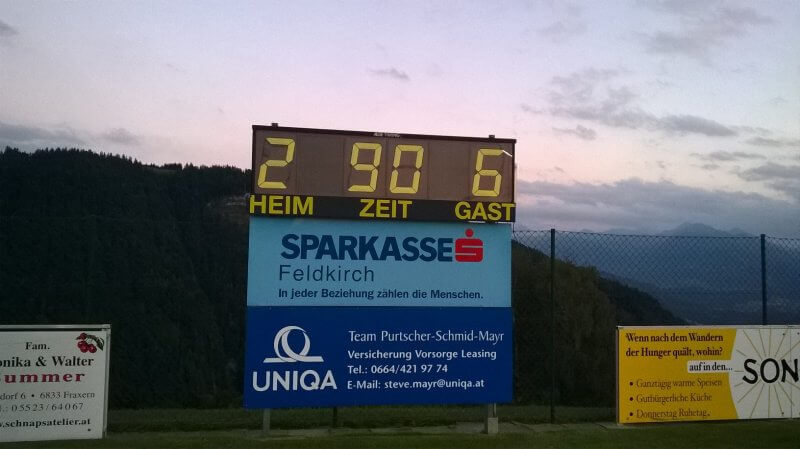 2 90 6
HEIM ZEIT GAST
SPARKASSE
Feldkirch
In jeder Beziehung zählen die Menschen.
UNIQA
Team Purtscher-Schmid-Mayr
Versicherung Vorsorge Leasing
Tel.: 0664/421 97 74
E-Mail: steve.mayr@uniqa.at
Fam.
onika & Walter
Summer
dorf 6 • 6833 Fraxern
el.: 05523/64067
www.schnapsatelier.at
Wenn nach dem Wandern
der Hunger quält, wohin?
auf in den...
• Ganztägig warme Speisen
• Gutbürgerliche Küche
• Donnerstag Ruhetag
SON